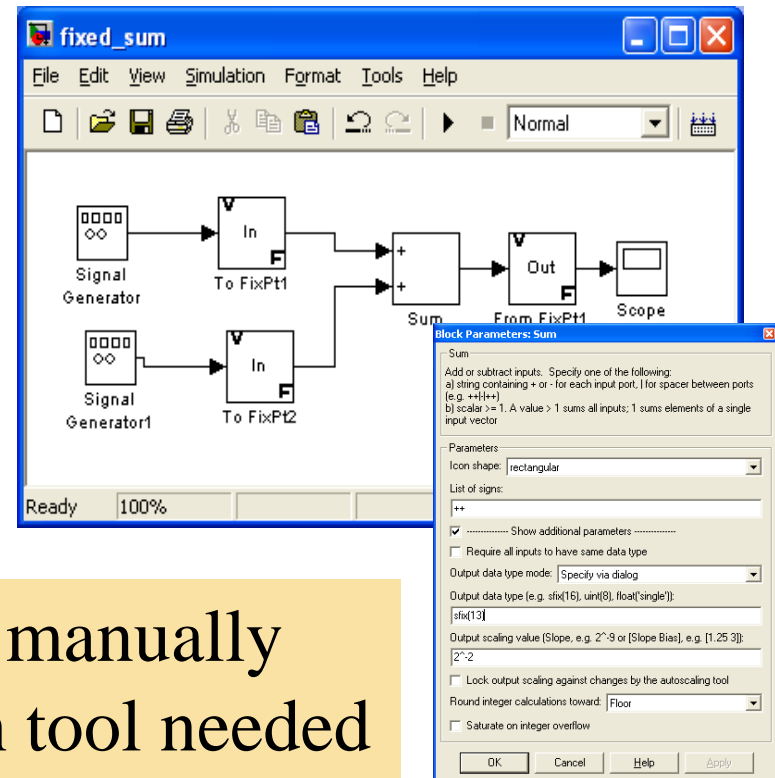 fixed_sum
File Edit View Simulation Format Tools Help
Normal
V
In
F
To FixPt1
Signal
Generator
+
+
Sum
V
Out
F
From FixPt1
Scope
V
In
F
To FixPt2
Signal
Generator1
Ready 100%
Block Parameters: Sum
Sum
Add or subtract inputs. Specify one of the following:
a) string containing + or - for each input port, | for spacer between ports
(e.g. ++|-|++)
b) scalar >= 1. A value > 1 sums all inputs; 1 sums elements of a single
input vector
Parameters
Icon shape: rectangular
List of signs:
++
--------------- Show additional parameters ---------------
Require all inputs to have same data type
Output data type mode: Specify via dialog
Output data type (e.g. sfix(16), uint(8), float('single')):
sfix(13)
Output scaling value (Slope, e.g. 2^-9 or [Slope Bias], e.g. [1.25 3]):
2^-2
Lock output scaling against changes by the autoscaling tool
Round integer calculations toward: Floor
Saturate on integer overflow
OK Cancel Help Apply
manually
tool needed